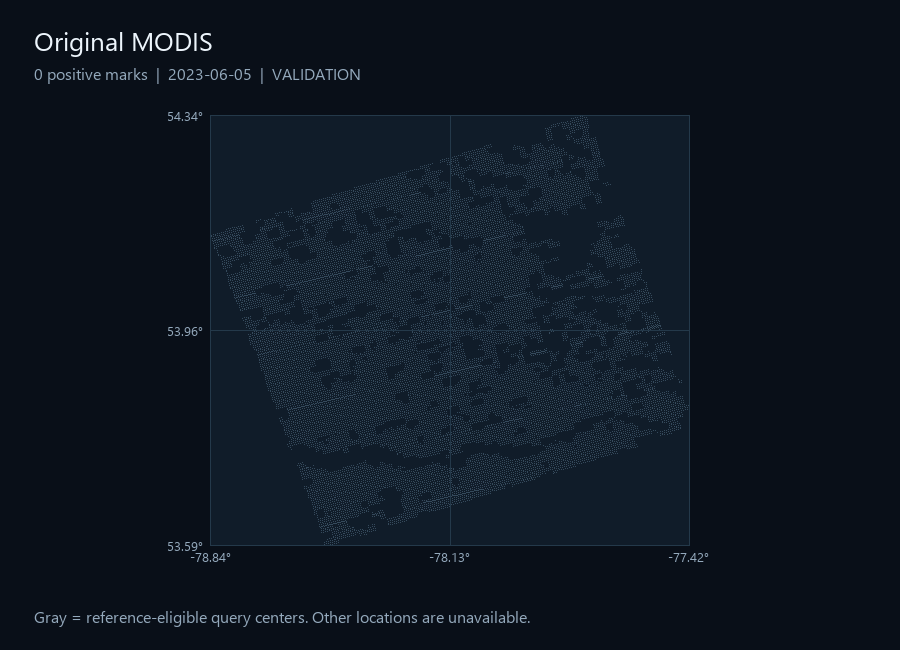 Original MODIS
0 positive marks | 2023-06-05 | VALIDATION
54.34°
53.96°
53.59°
-78.84°
-78.13°
-77.42°
Gray = reference-eligible query centers. Other locations are unavailable.